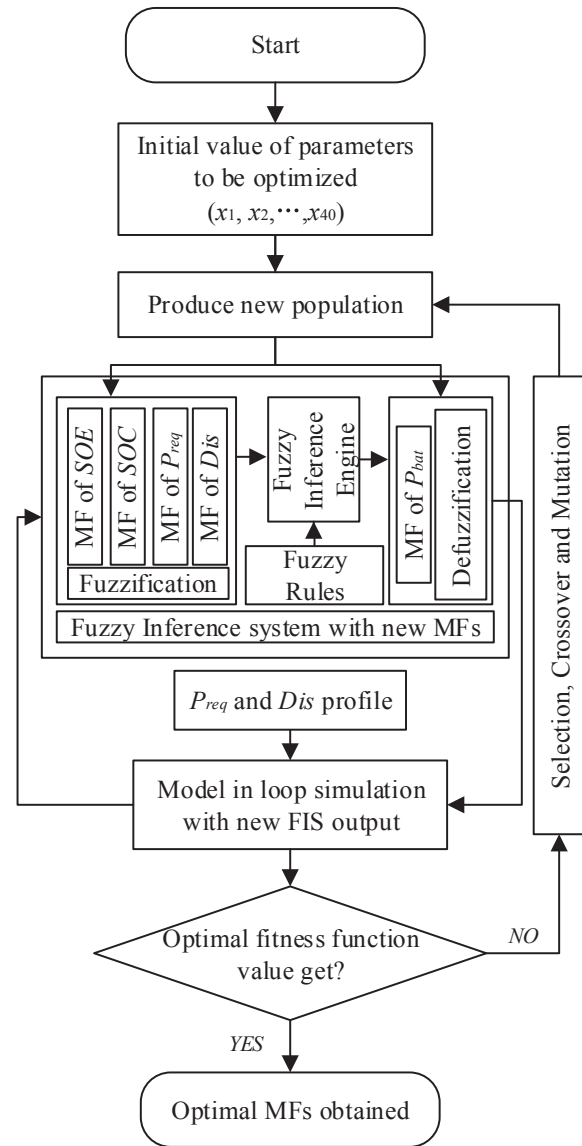 Start
Initial value of parameters
to be optimized
(x1, x2,···,x40)
Produce new population
MF of SOE
MF of SOC
MF of Preq
MF of Dis
Fuzzification
Fuzzy
Inference
Engine
Fuzzy
Rules
MF of Pbat
Defuzzification
Fuzzy Inference system with new MFs
Selection, Crossover and Mutation
Preq and Dis profile
Model in loop simulation
with new FIS output
Optimal fitness function
value get?
NO
YES
Optimal MFs obtained